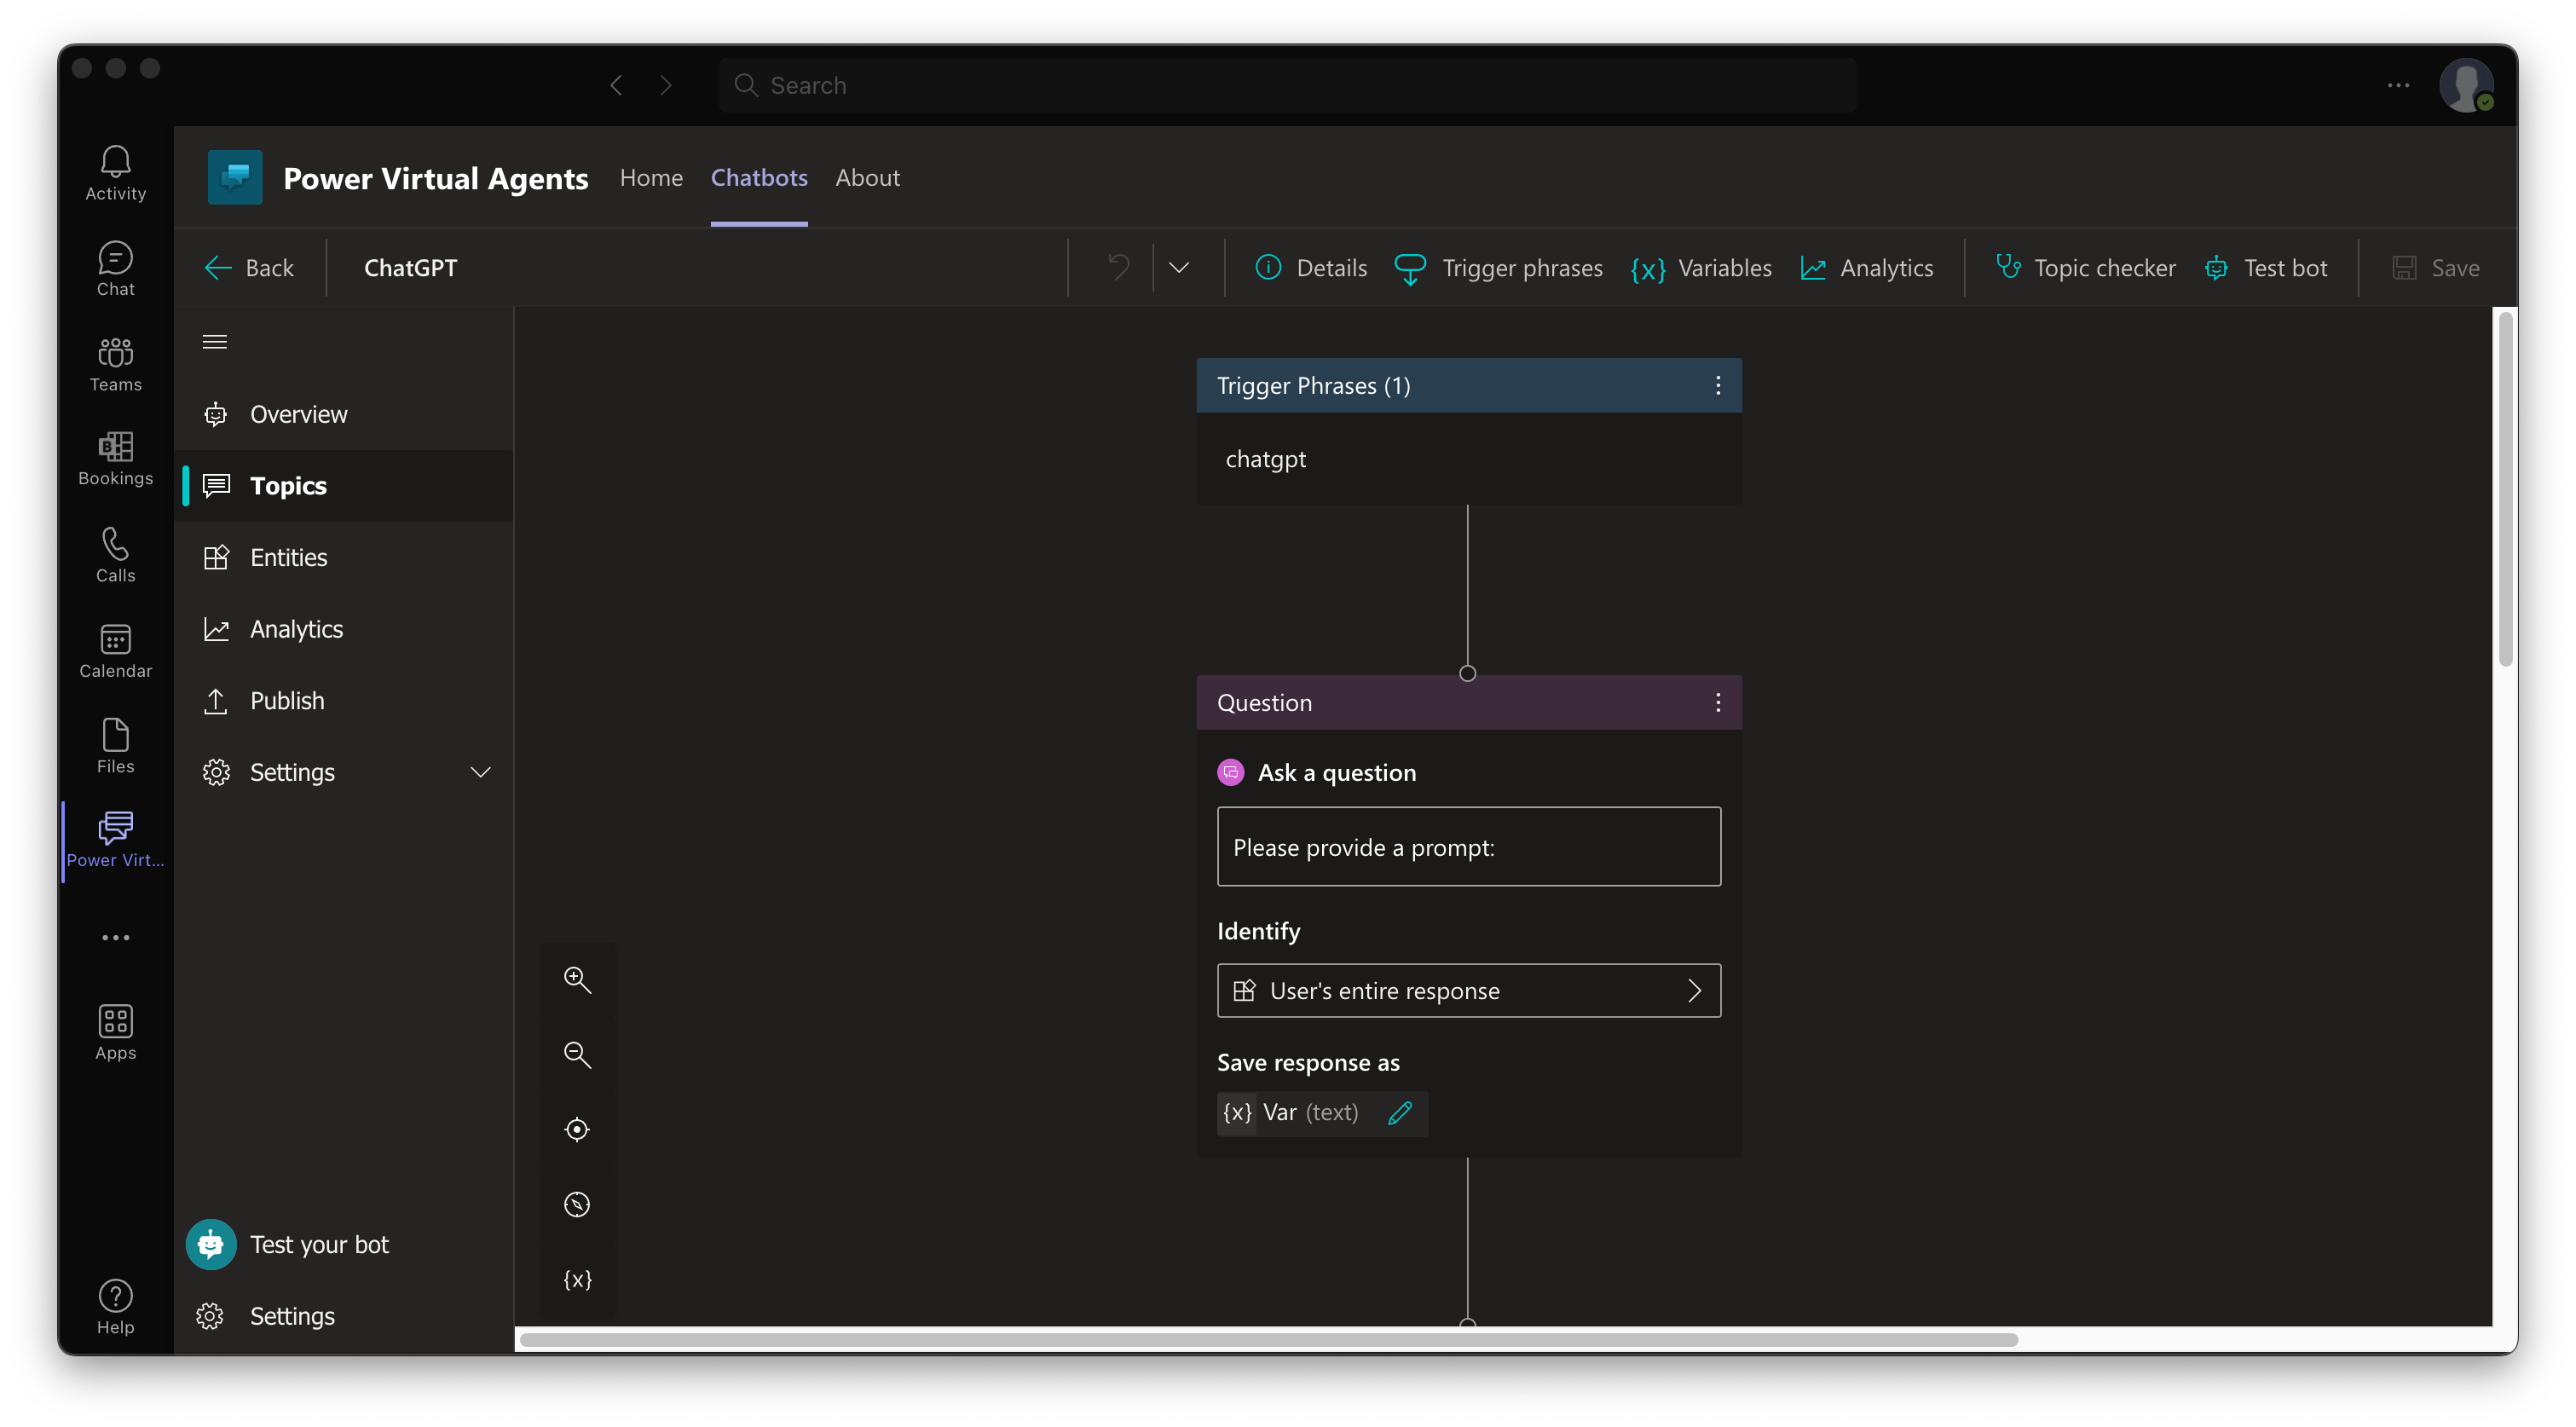 Search
Activity
Chat
Teams
Bookings
Calls
Calendar
Files
Power Virt...
Apps
Help
Power Virtual Agents Home Chatbots About
Back ChatGPT Details Trigger phrases {x} Variables Analytics Topic checker Test bot Save
Overview
Topics
Entities
Analytics
Publish
Settings
Test your bot
Settings
{x}
Trigger Phrases (1)
chatgpt
Question
Ask a question
Please provide a prompt:
Identify
User's entire response
Save response as
{x} Var (text)